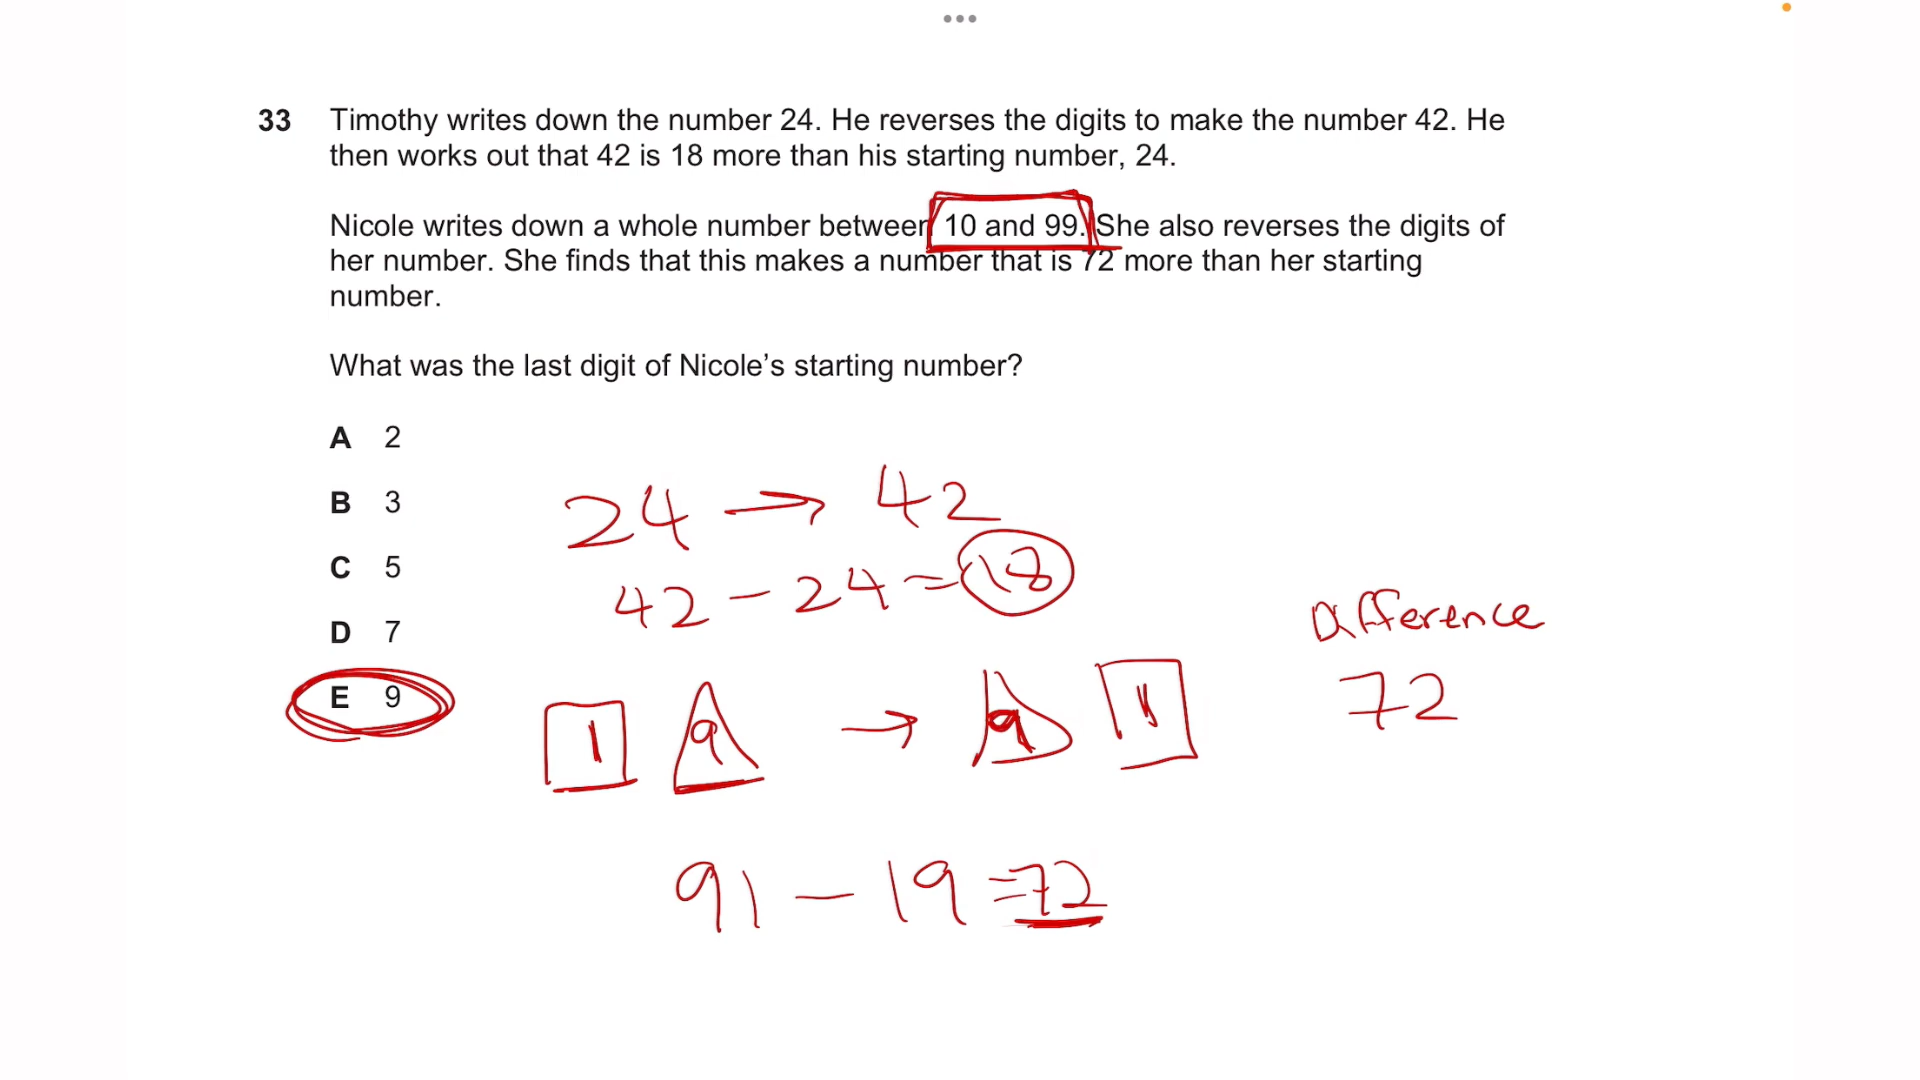 33 Timothy writes down the number 24. He reverses the digits to make the number 42. He
then works out that 42 is 18 more than his starting number, 24.
Nicole writes down a whole number between 10 and 99. She also reverses the digits of
her number. She finds that this makes a number that is 72 more than her starting
number.
What was the last digit of Nicole’s starting number?
A 2
B 3
C 5
D 7
E 9
24 → 42
42 - 24 = 18
Difference
72
1 9 → 9 1
91 - 19 = 72